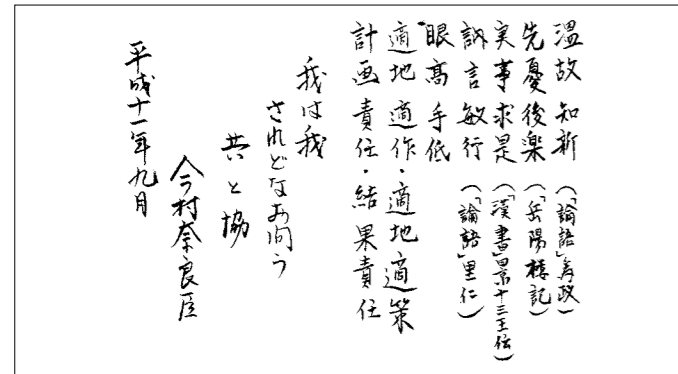 温故知新(「論語」為政)
先憂後楽(「岳陽楼記」)
実事求是(「漢書」景十三王伝)
訥言敏行(「論語」里仁)
眼高手低
適地適作・適地適策
計画責任・結果責任
我は我
されどなお問う
共と協
今村奈良臣
平成十一年九月